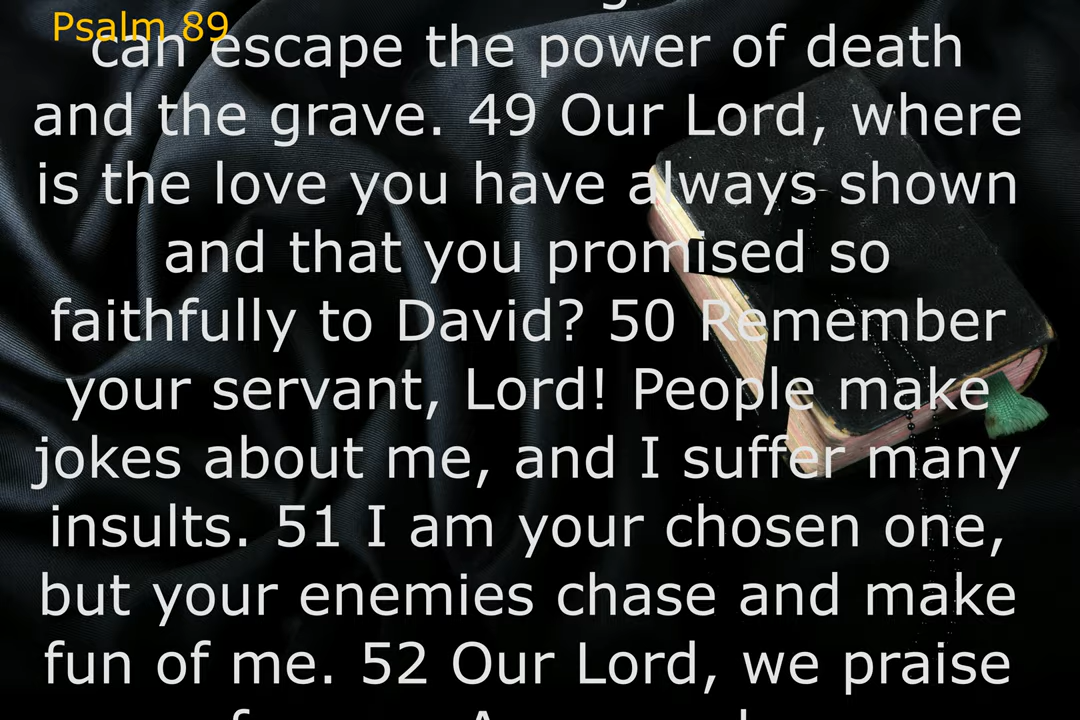 Psalm 89
can escape the power of death
and the grave. 49 Our Lord, where
is the love you have always shown
and that you promised so
faithfully to David? 50 Remember
your servant, Lord! People make
jokes about me, and I suffer many
insults. 51 I am your chosen one,
but your enemies chase and make
fun of me. 52 Our Lord, we praise